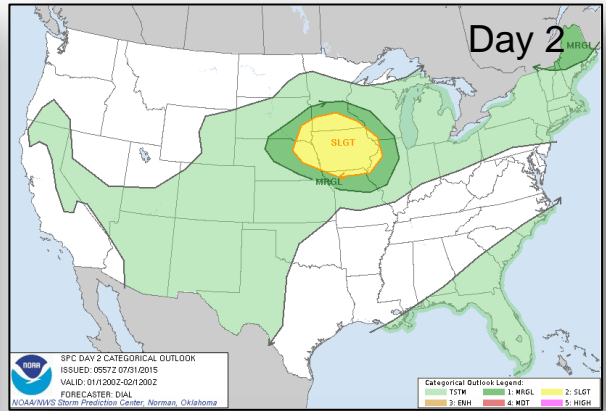 Day 2
MRGL
SLGT
MRGL
NOAA
SPC DAY 2 CATEGORICAL OUTLOOK
ISSUED: 0557Z 07/31/2015
VALID: 01/1200Z-02/1200Z
FORECASTER: DIAL
NOAA/NWS Storm Prediction Center, Norman, Oklahoma
Categorical Outlook Legend:
TSTM 1: MRGL 2: SLGT
3: ENH 4: MDT 5: HIGH